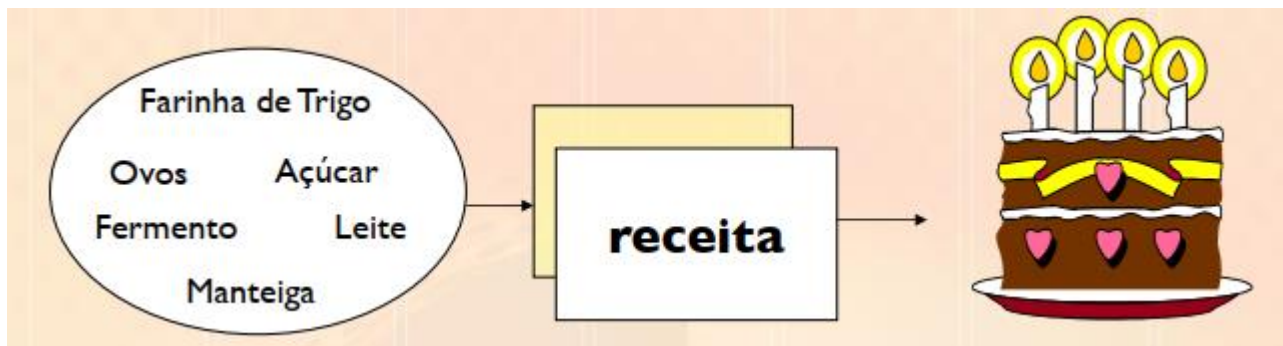 Farinha de Trigo
Ovos Açúcar
Fermento Leite
Manteiga
receita